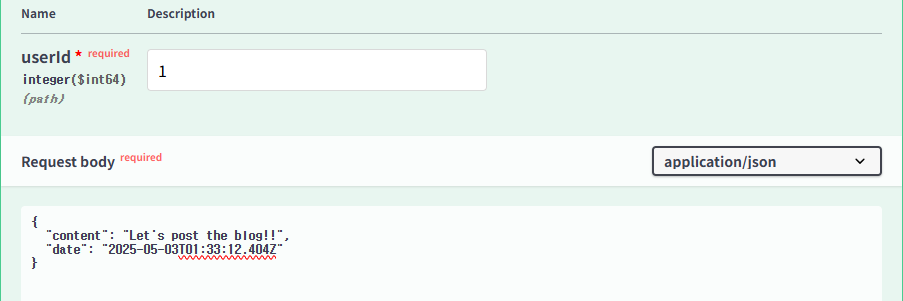 Name Description
userId * required
1
integer($int64)
(path)
Request body required
application/json
{
"content": "Let's post the blog!!",
"date": "2025-05-03T01:33:12.404Z"
}